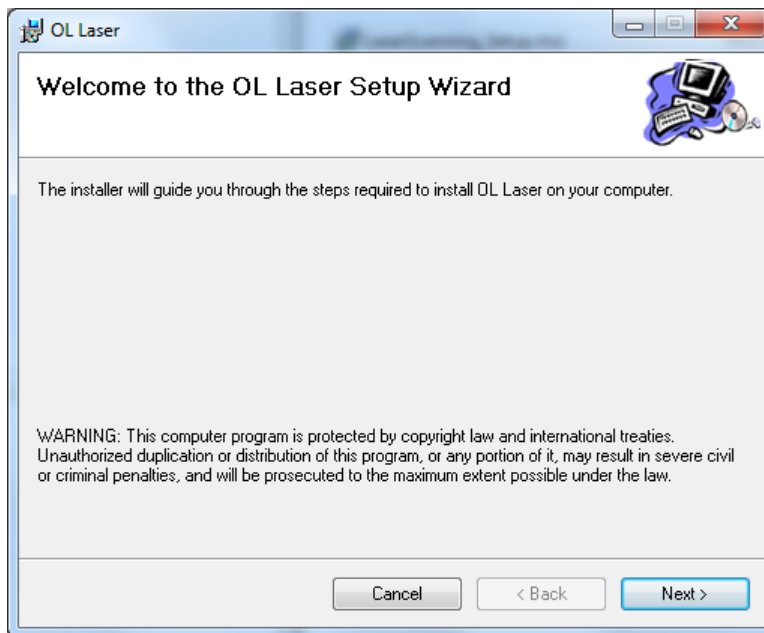 OL Laser
Welcome to the OL Laser Setup Wizard
The installer will guide you through the steps required to install OL Laser on your computer.
WARNING: This computer program is protected by copyright law and international treaties.
Unauthorized duplication or distribution of this program, or any portion of it, may result in severe civil
or criminal penalties, and will be prosecuted to the maximum extent possible under the law.
Cancel
< Back
Next >